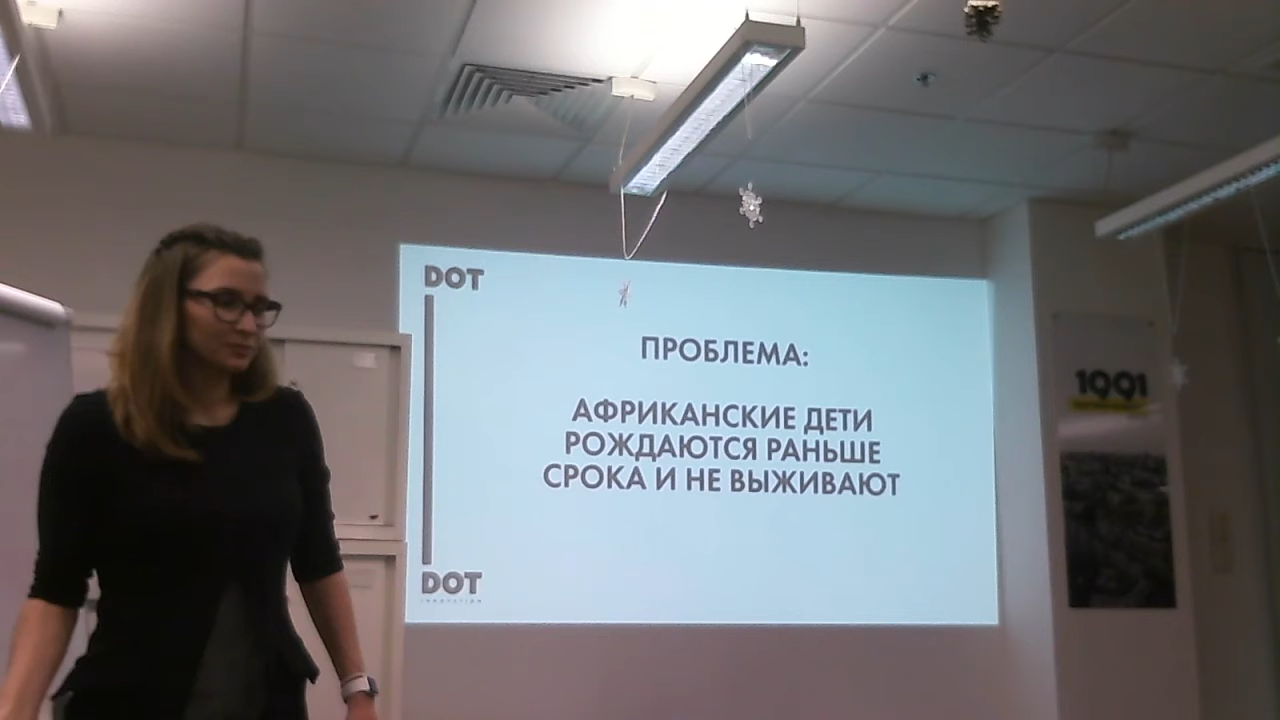 DOT
ПРОБЛЕМА:
АФРИКАНСКИЕ ДЕТИ
РОЖДАЮТСЯ РАНЬШЕ
СРОКА И НЕ ВЫЖИВАЮТ
DOT
1991